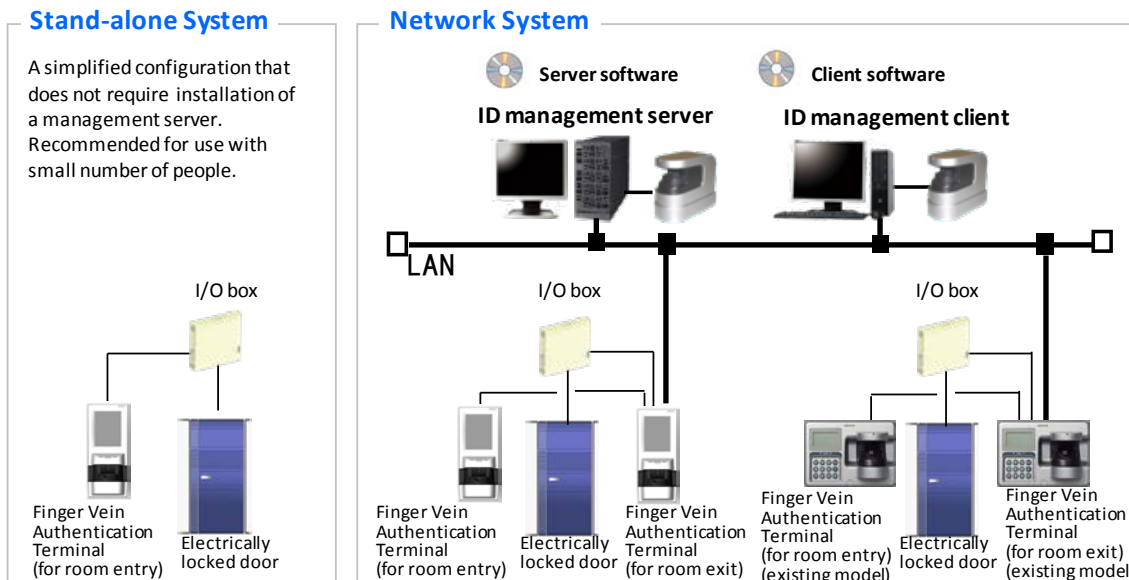 Stand-alone System
A simplified configuration that
does not require installation of
a management server.
Recommended for use with
small number of people.
I/O box
Finger Vein
Authentication
Terminal
(for room entry)
Electrically
locked door
Network System
Server software
Client software
ID management server
ID management client
LAN
I/O box
I/O box
Finger Vein
Authentication
Terminal
(for room entry)
Electrically
locked door
Finger Vein
Authentication
Terminal
(for room exit)
Finger Vein
Authentication
Terminal
(for room entry)
(existing model)
Electrically
locked door
Finger Vein
Authentication
Terminal
(for room exit)
(existing model